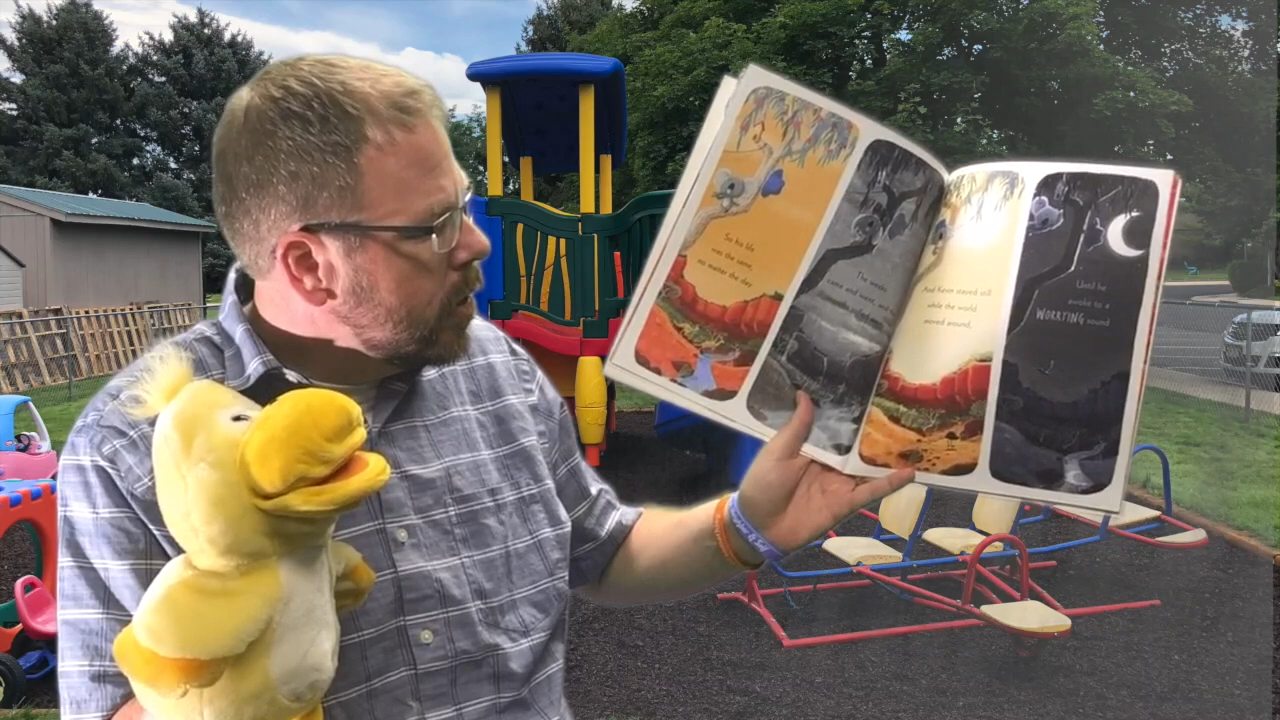 So his life
was the same,
no matter the day
The weeks
came and went, and
And Kevin stayed still
while the world
moved around,
Until he
awoke to a
WORRYING sound